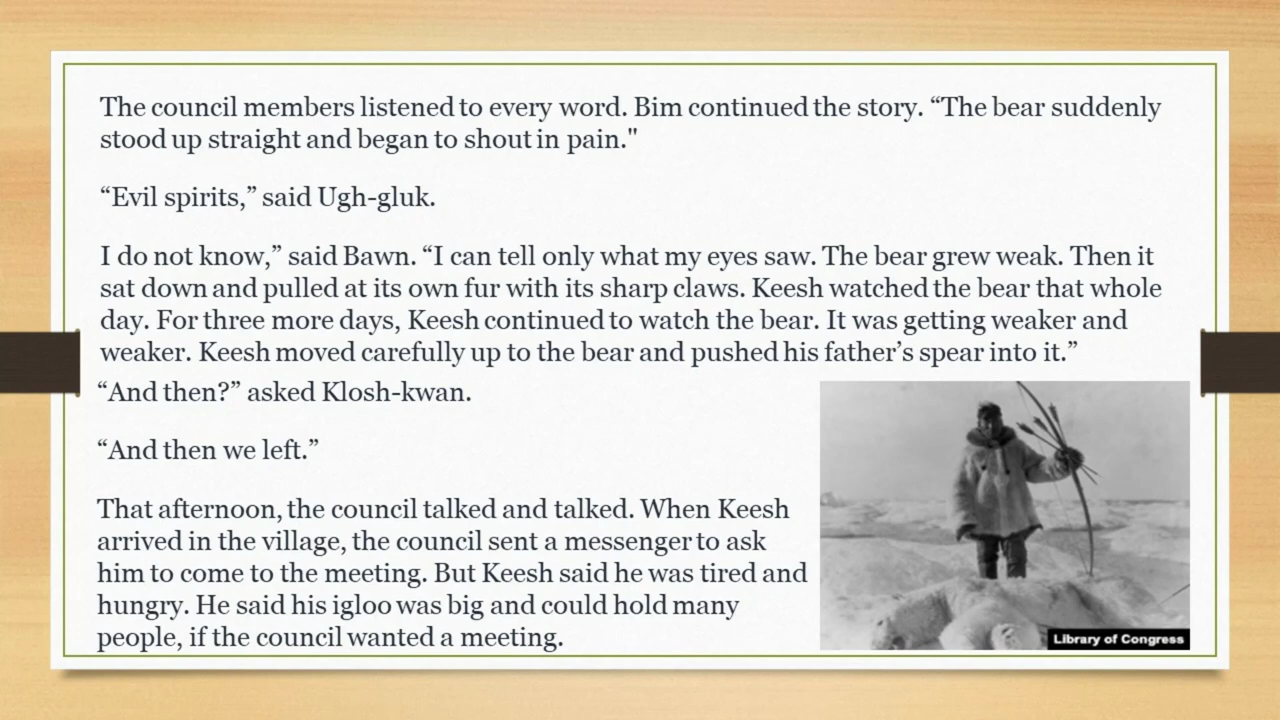 The council members listened to every word. Bim continued the story. “The bear suddenly
stood up straight and began to shout in pain."
“Evil spirits,” said Ugh-gluk.
I do not know,” said Bawn. “I can tell only what my eyes saw. The bear grew weak. Then it
sat down and pulled at its own fur with its sharp claws. Keesh watched the bear that whole
day. For three more days, Keesh continued to watch the bear. It was getting weaker and
weaker. Keesh moved carefully up to the bear and pushed his father’s spear into it.”
“And then?” asked Klosh-kwan.
“And then we left.”
That afternoon, the council talked and talked. When Keesh
arrived in the village, the council sent a messenger to ask
him to come to the meeting. But Keesh said he was tired and
hungry. He said his igloo was big and could hold many
people, if the council wanted a meeting.
Library of Congress